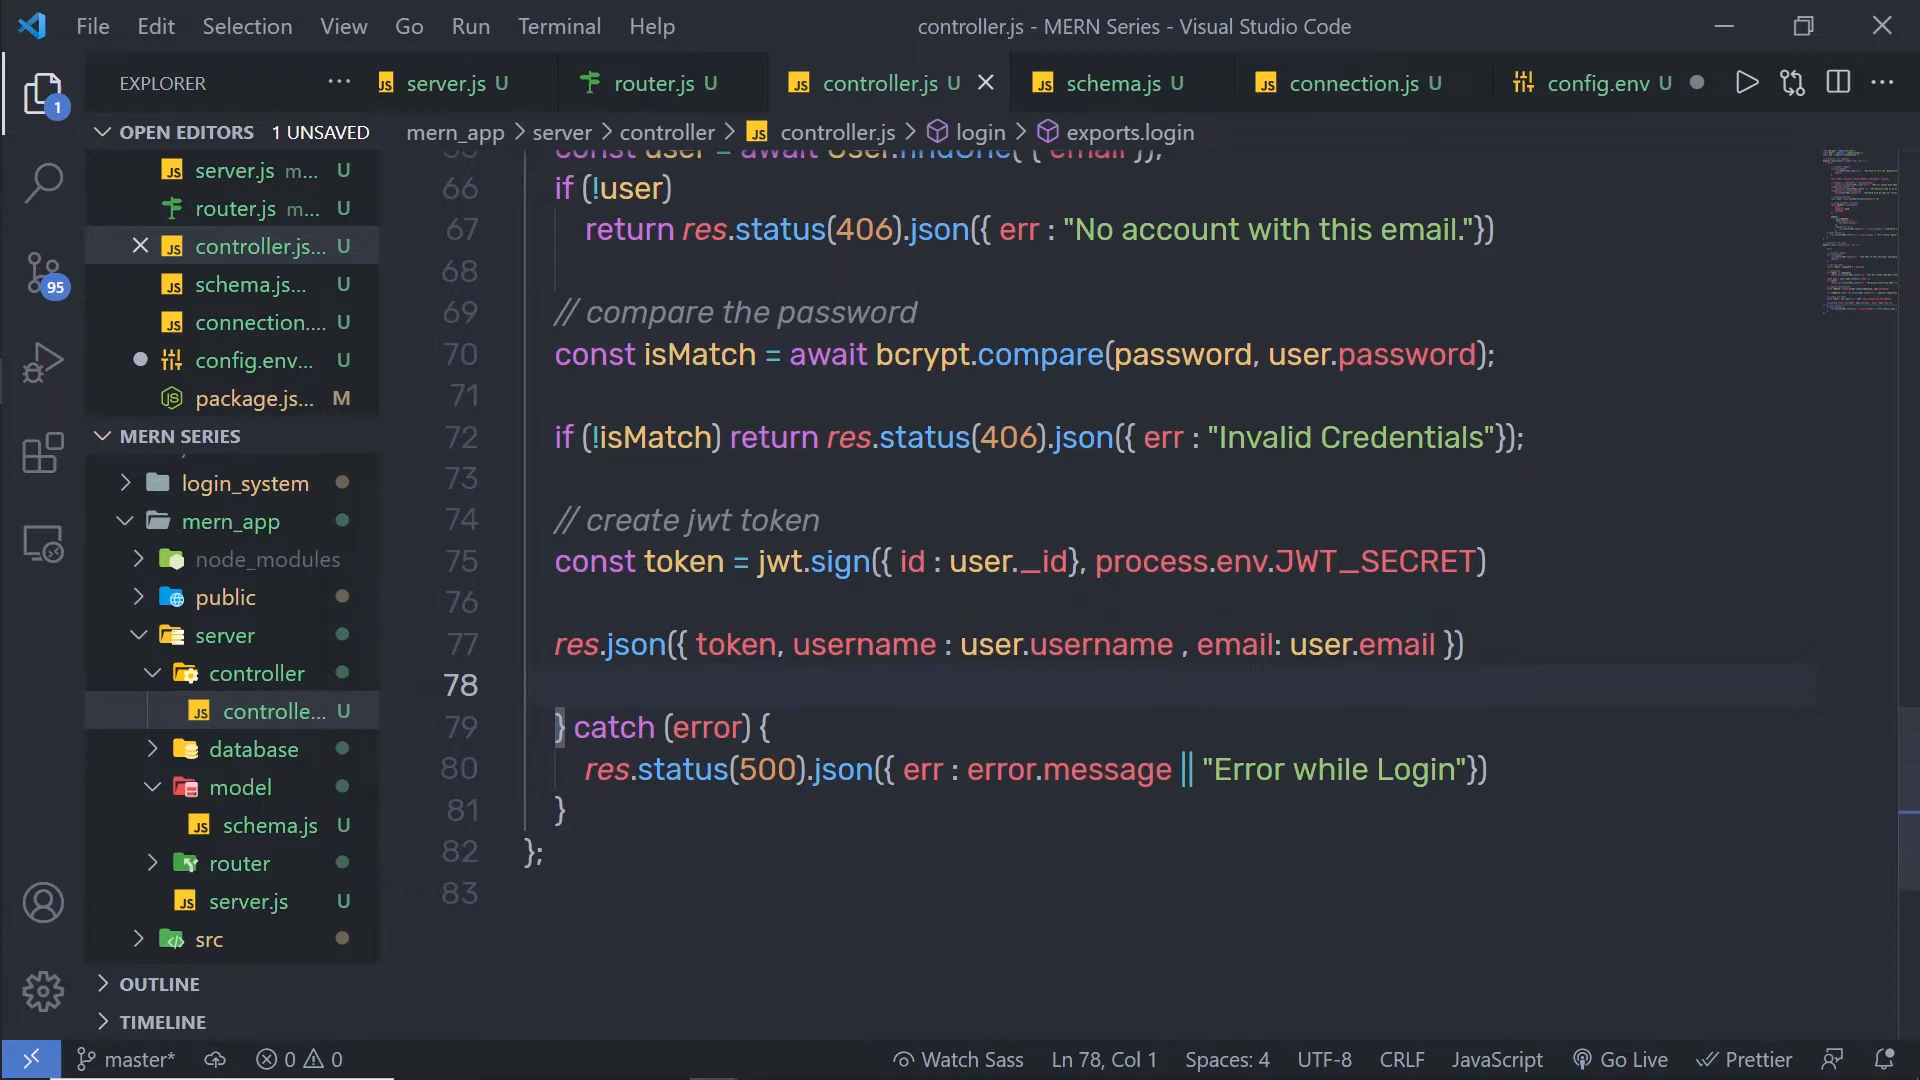 File Edit Selection View Go Run Terminal Help
controller.js - MERN Series - Visual Studio Code
EXPLORER ···
server.js U
router.js U
controller.js U
schema.js U
connection.js U
config.env U
1
OPEN EDITORS 1 UNSAVED
mern_app > server > controller > controller.js > login > exports.login
server.js m... U
router.js m... U
controller.js... U
schema.js... U
connection.... U
config.env... U
package.js... M
95
MERN SERIES
login_system
mern_app
node_modules
public
server
controller
controlle... U
database
model
schema.js U
router
server.js U
src
OUTLINE
TIMELINE
const user = await User.findOne( { email });
66 if (!user)
67 return res.status(406).json({ err : "No account with this email."})
68
69 // compare the password
70 const isMatch = await bcrypt.compare(password, user.password);
71
72 if (!isMatch) return res.status(406).json({ err : "Invalid Credentials"});
73
74 // create jwt token
75 const token = jwt.sign({ id : user._id}, process.env.JWT_SECRET)
76
77 res.json({ token, username : user.username , email: user.email })
78
79 } catch (error) {
80 res.status(500).json({ err : error.message || "Error while Login"})
81 }
82 };
83
master* 0 0 Watch Sass Ln 78, Col 1 Spaces: 4 UTF-8 CRLF JavaScript Go Live Prettier